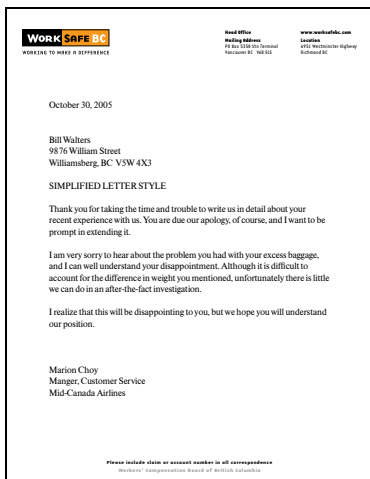 WORK SAFE BC
WORKING TO MAKE A DIFFERENCE
Head Office
Mailing Address
PO Box 5350 Stn Terminal
Vancouver BC V6B 5L5
www.worksafebc.com
Location
6951 Westminster Highway
Richmond BC
October 30, 2005
Bill Walters
9876 William Street
Williamsberg, BC V5W 4X3
SIMPLIFIED LETTER STYLE
Thank you for taking the time and trouble to write us in detail about your
recent experience with us. You are due our apology, of course, and I want to be
prompt in extending it.
I am very sorry to hear about the problem you had with your excess baggage,
and I can well understand your disappointment. Although it is difficult to
account for the difference in weight you mentioned, unfortunately there is little
we can do in an after-the-fact investigation.
I realize that this will be disappointing to you, but we hope you will understand
our position.
Marion Choy
Manger, Customer Service
Mid-Canada Airlines
Please include claim or account number in all correspondence
Workers' Compensation Board of British Columbia